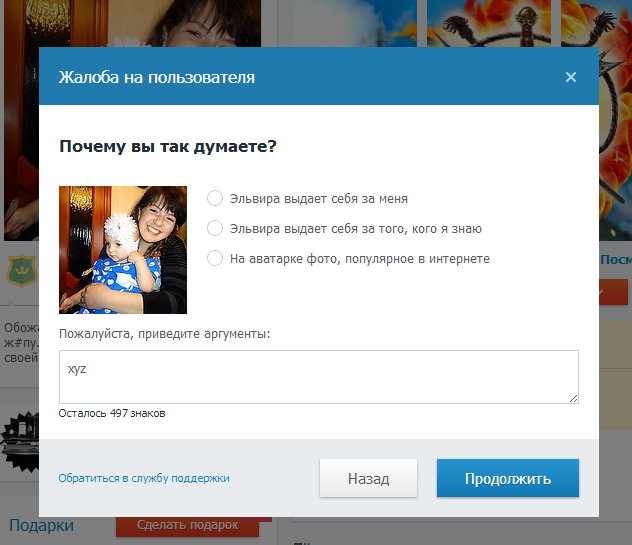 Жалоба на пользователя
Почему вы так думаете?
Эльвира выдает себя за меня
Эльвира выдает себя за того, кого я знаю
На аватарке фото, популярное в интернете
Пожалуйста, приведите аргументы:
xyz
Осталось 497 знаков
Обратиться в службу поддержки
Назад
Продолжить
Посм
Обожа
ж#пу.
своей
Подарки
Сделать подарок